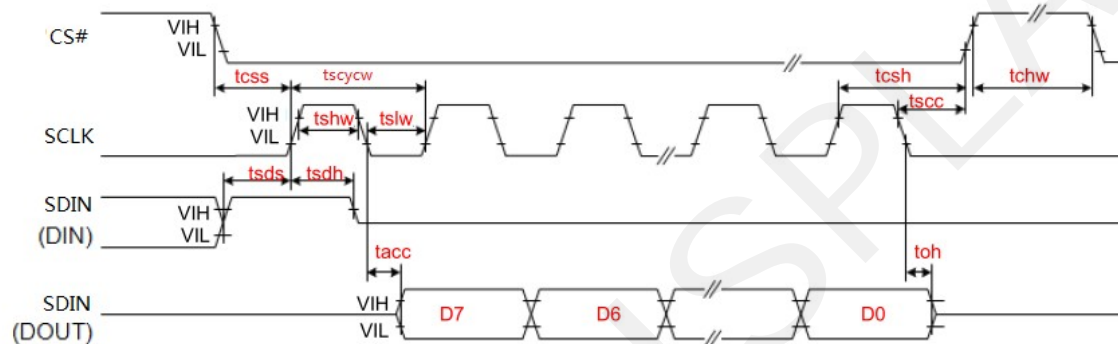 CS#
VIH
VIL
tcss
tscycw
tcsh
tchw
tscc
SCLK
VIH
VIL
tshw
tslw
tsds
tsdh
SDIN
(DIN)
VIH
VIL
tacc
toh
SDIN
(DOUT)
VIH
VIL
D7
D6
D0